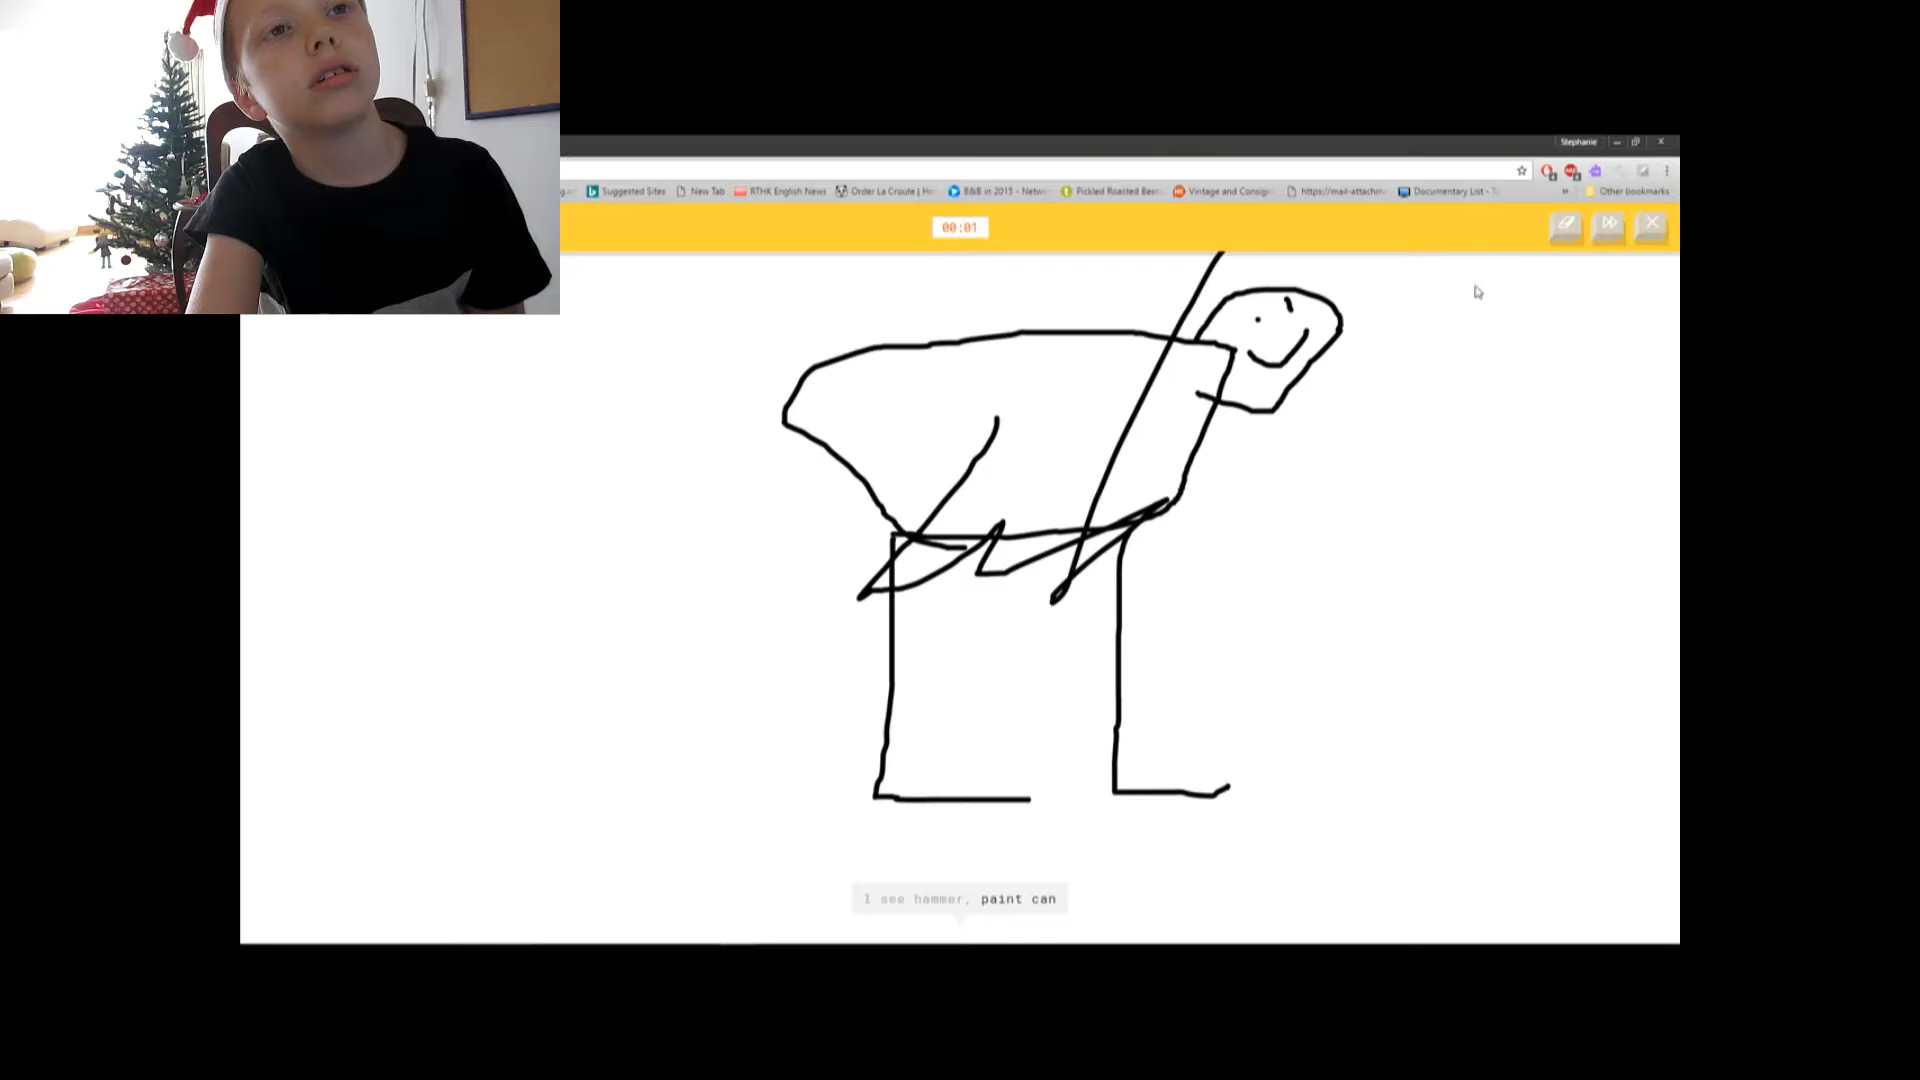 Stephanie
Suggested Sites New Tab RTHK English News Order La Croute | Ho B&B in 2015 - Netw Pickled Roasted Beet Vintage and Consign https://mail-attachm Documentary List - To » Other bookmarks
00:01
I see hammer, paint can